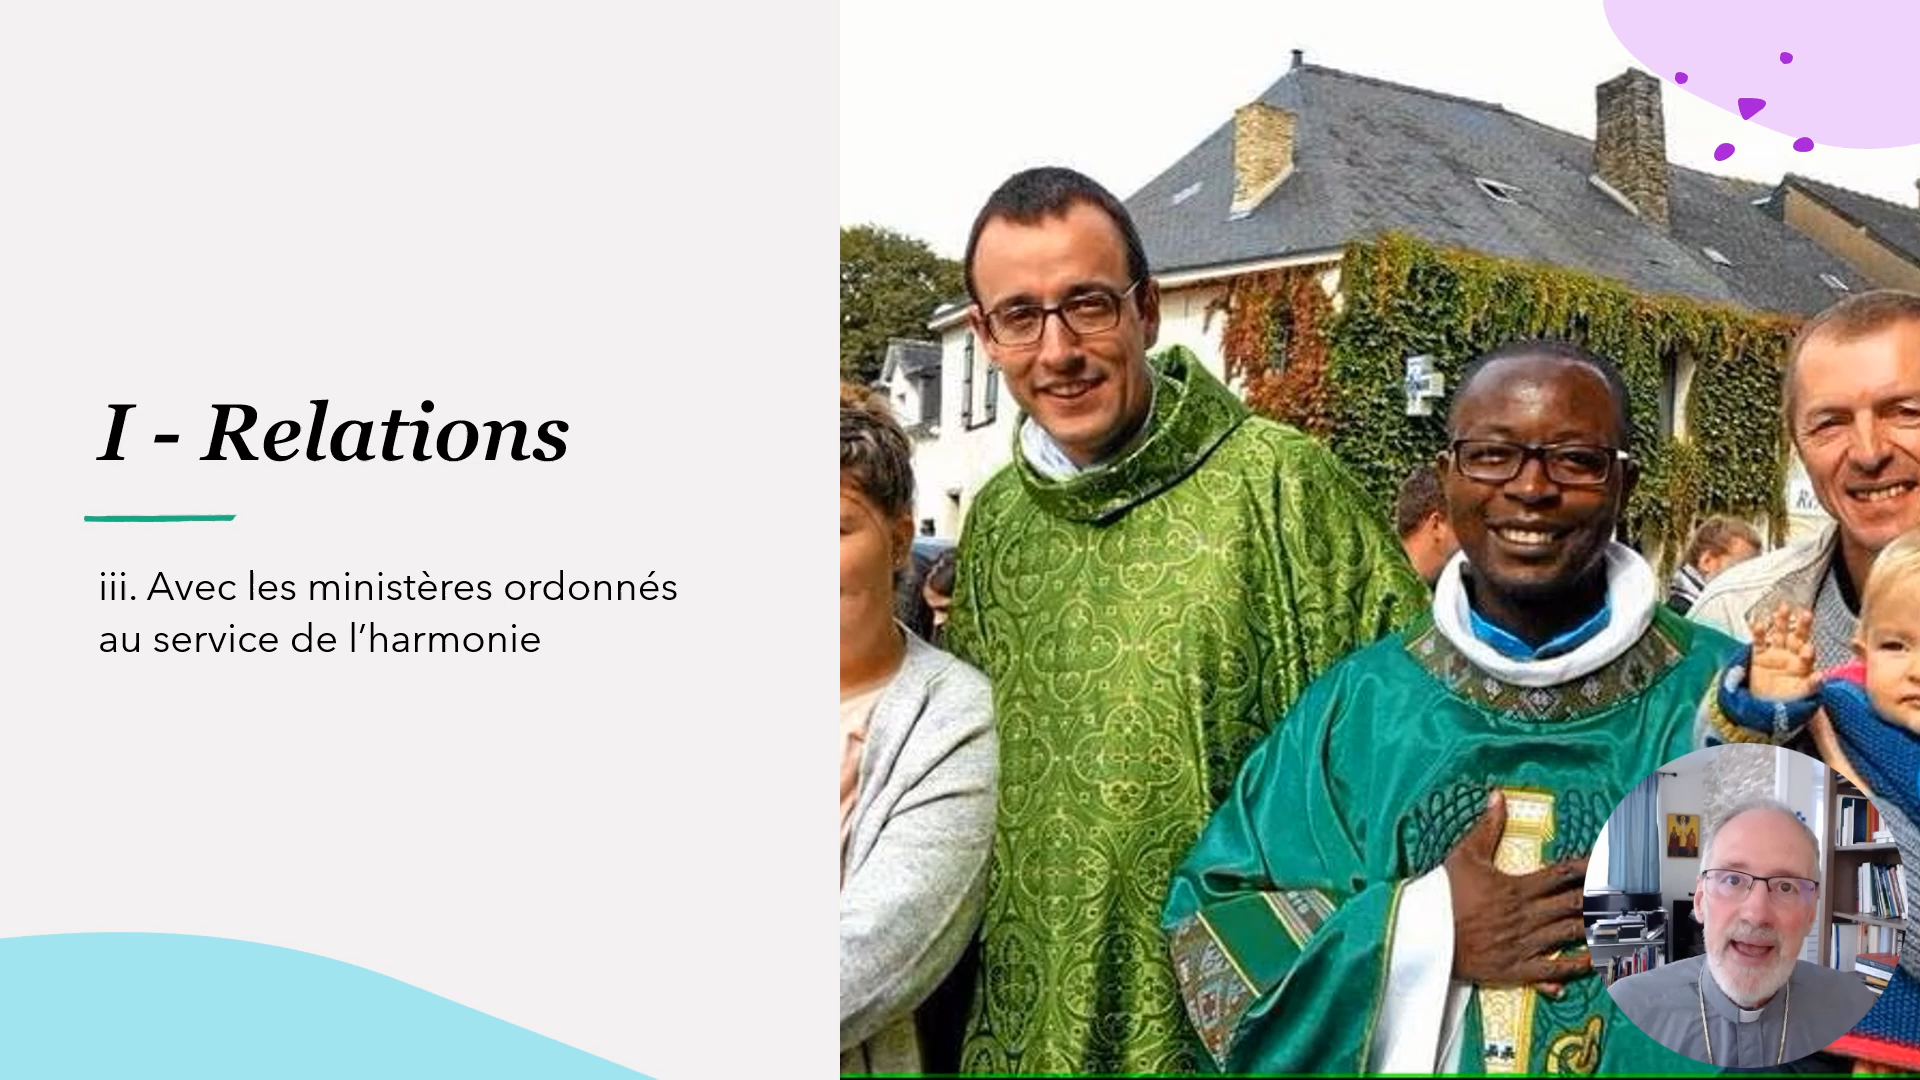 I - Relations
iii. Avec les ministères ordonnés
au service de l’harmonie